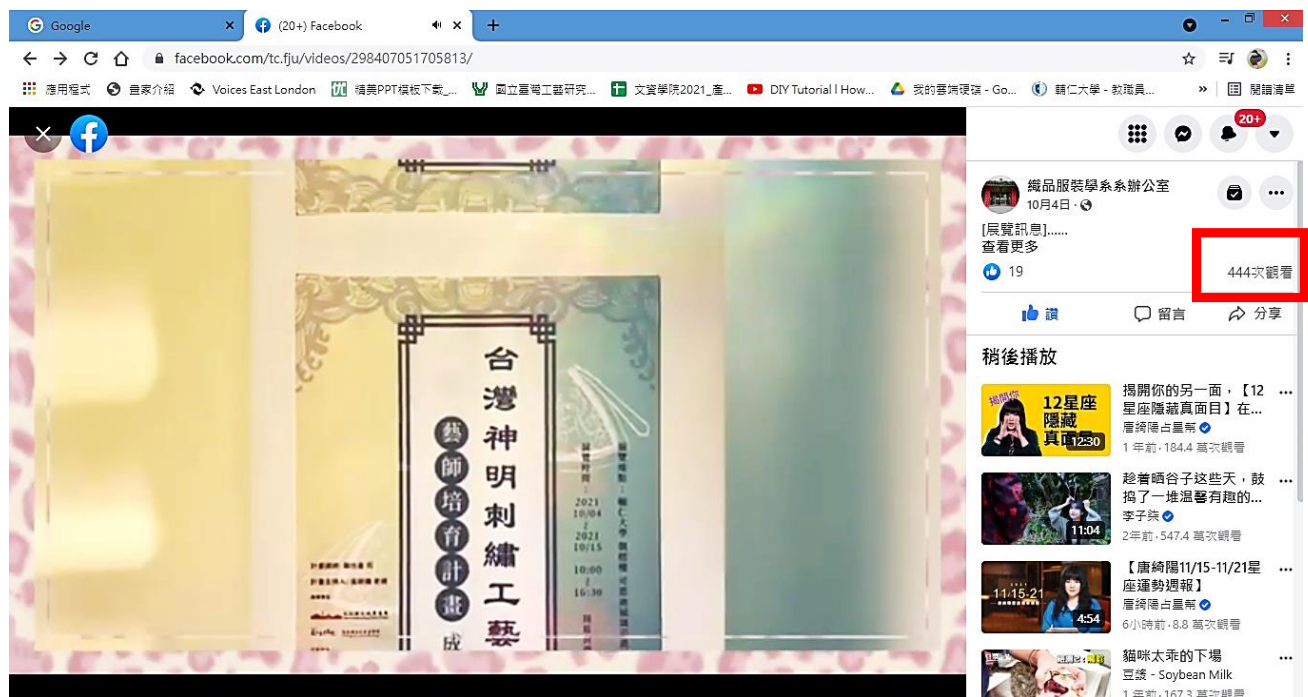 Google
(20+) Facebook
facebook.com/tc.fju/videos/298407051705813/
應用程式
Voices East London
精美PPT模板下載_...
國立臺灣工藝研究...
文資學院2021_產...
DIY Tutorial l How...
我的雲端硬碟 - Go...
輔仁大學 - 教職員...
»
閱讀清單
20+
台灣神明刺繡工藝
藝師培育計畫
成
2021
10/04
2021
10/15
10:00
16:30
織品服裝學系系辦公室
10月4日
[展覽訊息]......
查看更多
19
444次觀看
讚
留言
分享
稍後播放
揭開你
12星座
隱藏
12:30
揭開你的另一面,【12
星座隱藏真面目】在...
唐綺陽占星幫
1 年前·184.4 萬次觀看
11:04
趁着晒谷子这些天,鼓
捣了一堆温馨有趣的...
李子柒
2年前·547.4 萬次觀看
11/15-21
4:54
【唐綺陽11/15-11/21星
座運勢週報】
唐綺陽占星幫
6小時前·8.8 萬次觀看
貓咪太乖的下場
豆漿 - Soybean Milk
1 年前·167.3 萬次觀看